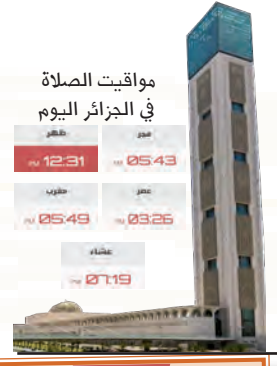 مواقيت الصلاة
في الجزائر اليوم
فجر
05:43
ظهر
12:31 PM
عصر
03:26
مغرب
05:49
عشاء
07:19